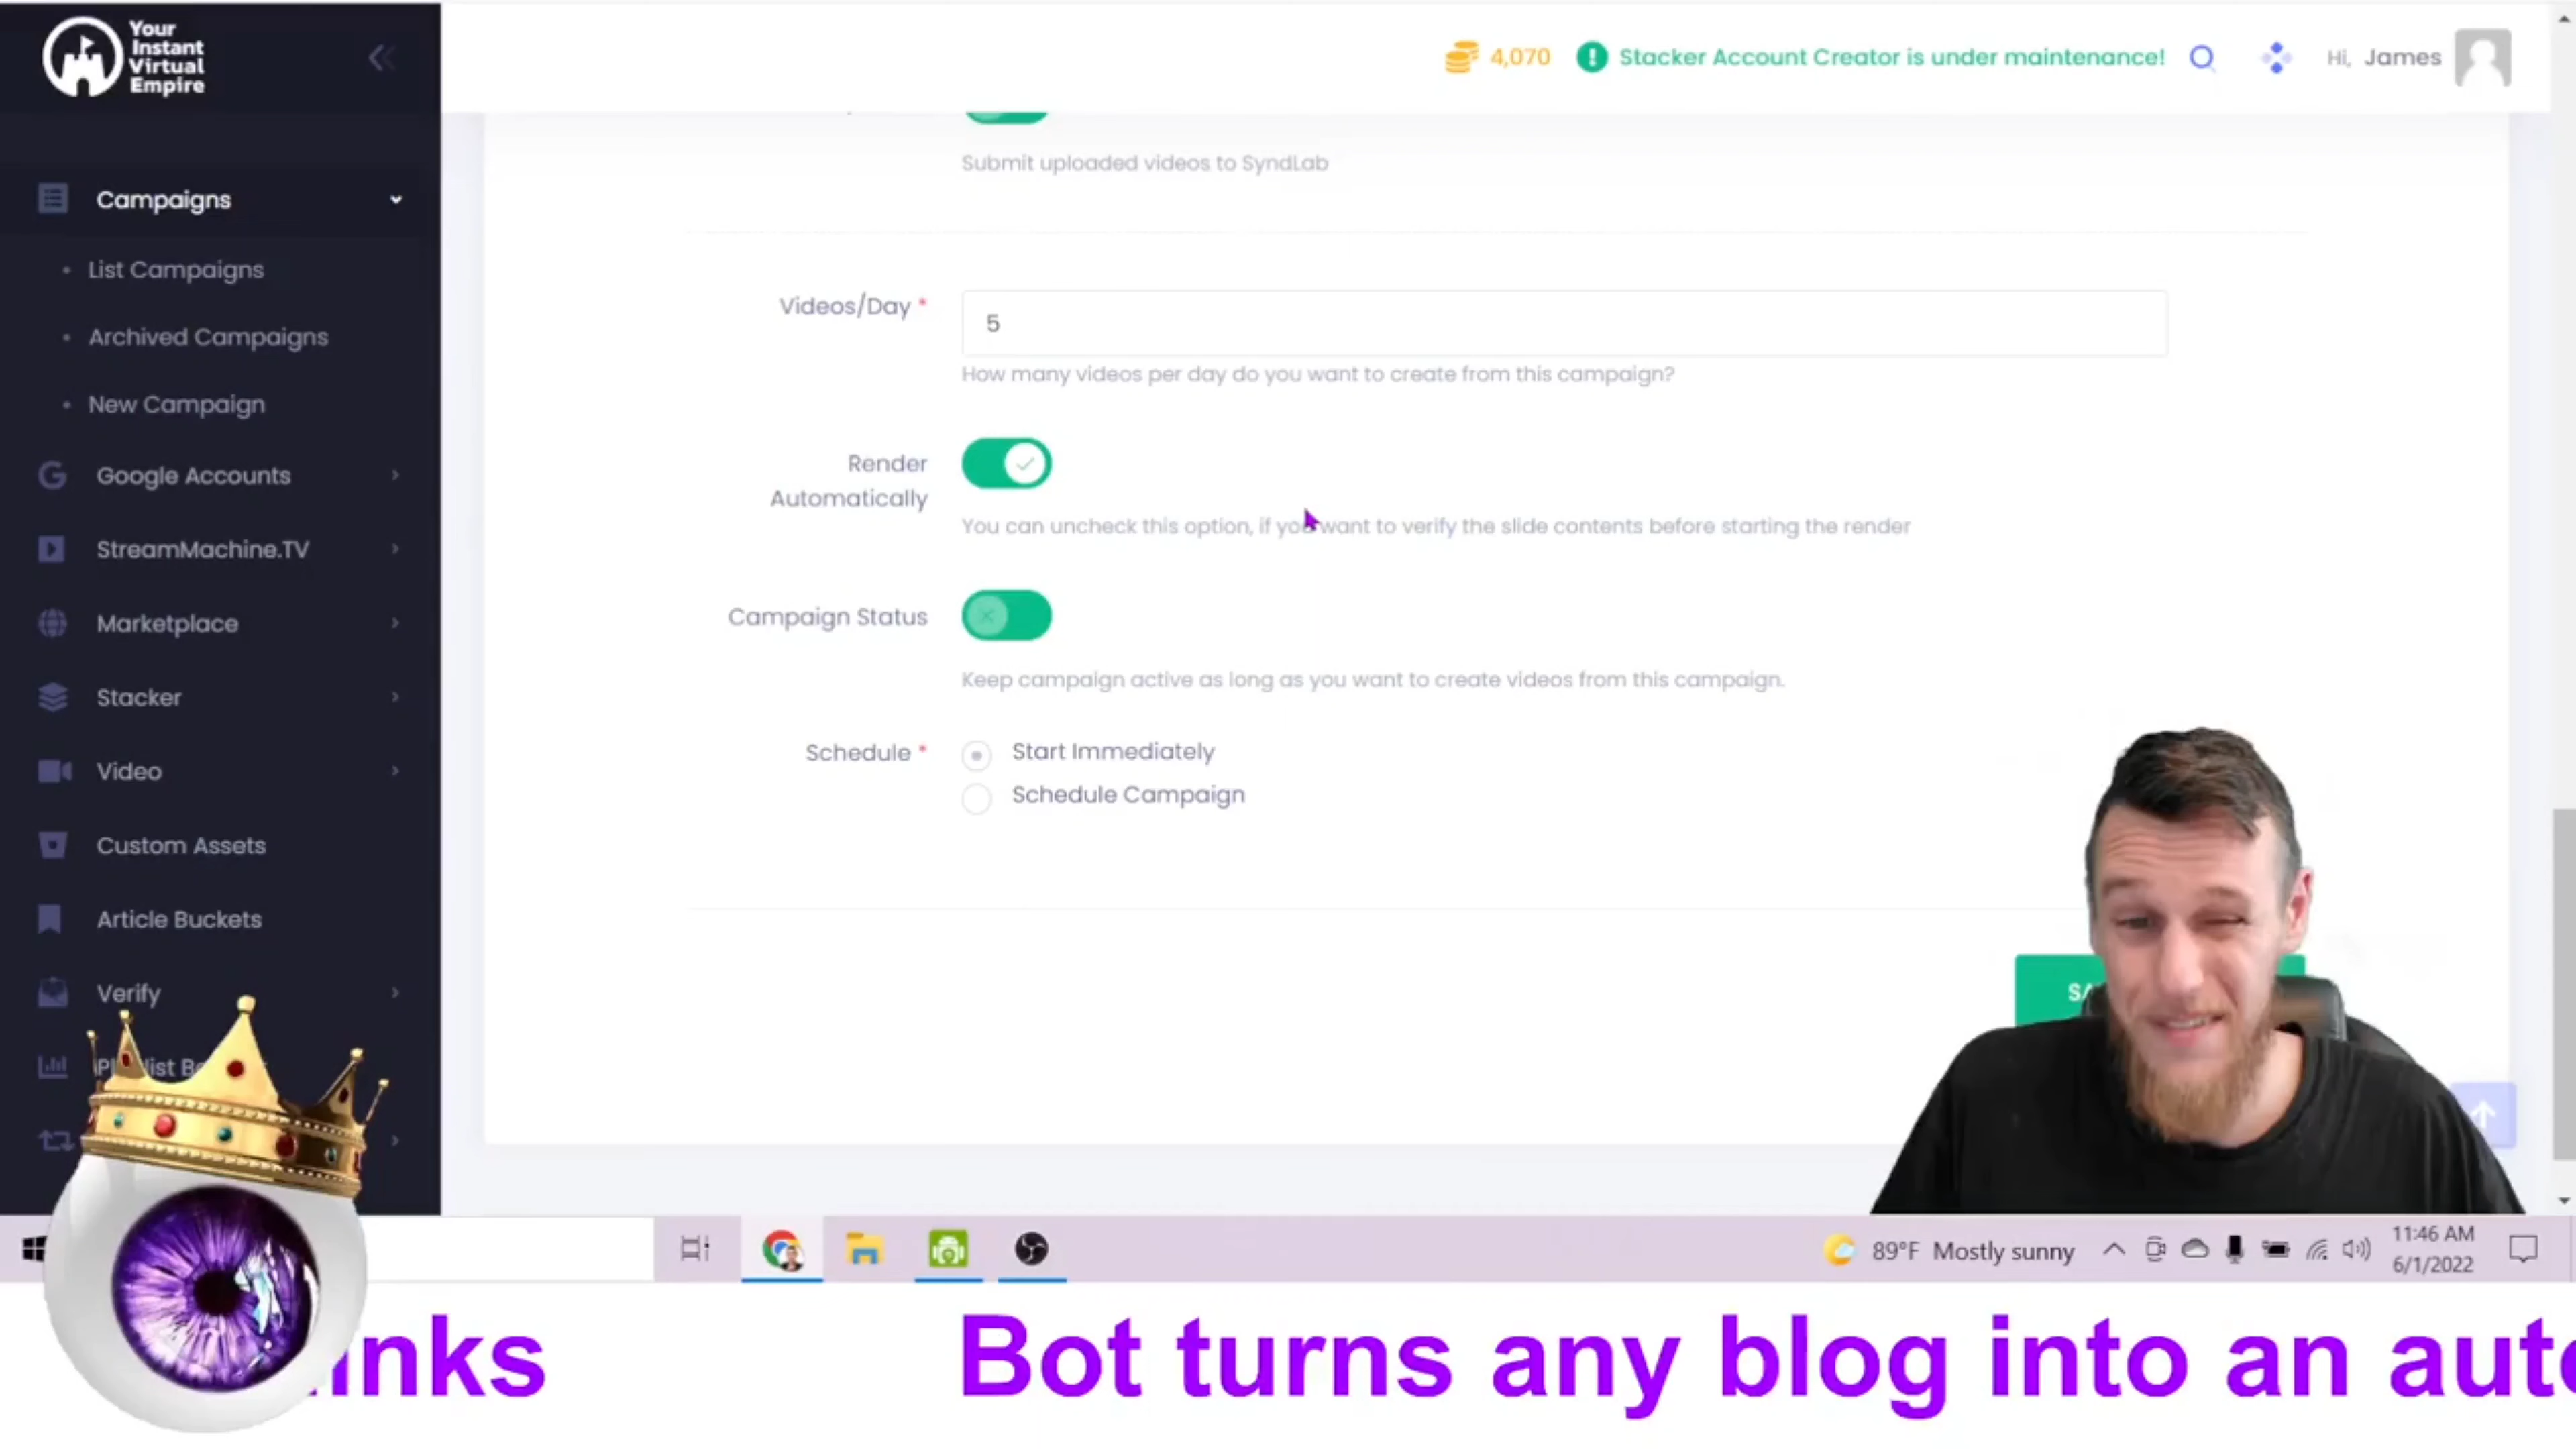 Your
Instant
Virtual
Empire
4,070
Stacker Account Creator is under maintenance!
Hi, James
Campaigns
List Campaigns
Archived Campaigns
New Campaign
Google Accounts
StreamMachine.TV
Marketplace
Stacker
Video
Custom Assets
Article Buckets
Verify
Submit uploaded videos to SyndLab
Videos/Day *
5
How many videos per day do you want to create from this campaign?
Render
Automatically
You can uncheck this option, if you want to verify the slide contents before starting the render
Campaign Status
Keep campaign active as long as you want to create videos from this campaign.
Schedule *
Start Immediately
Schedule Campaign
89°F Mostly sunny
11:46 AM
6/1/2022
Bot turns any blog into an